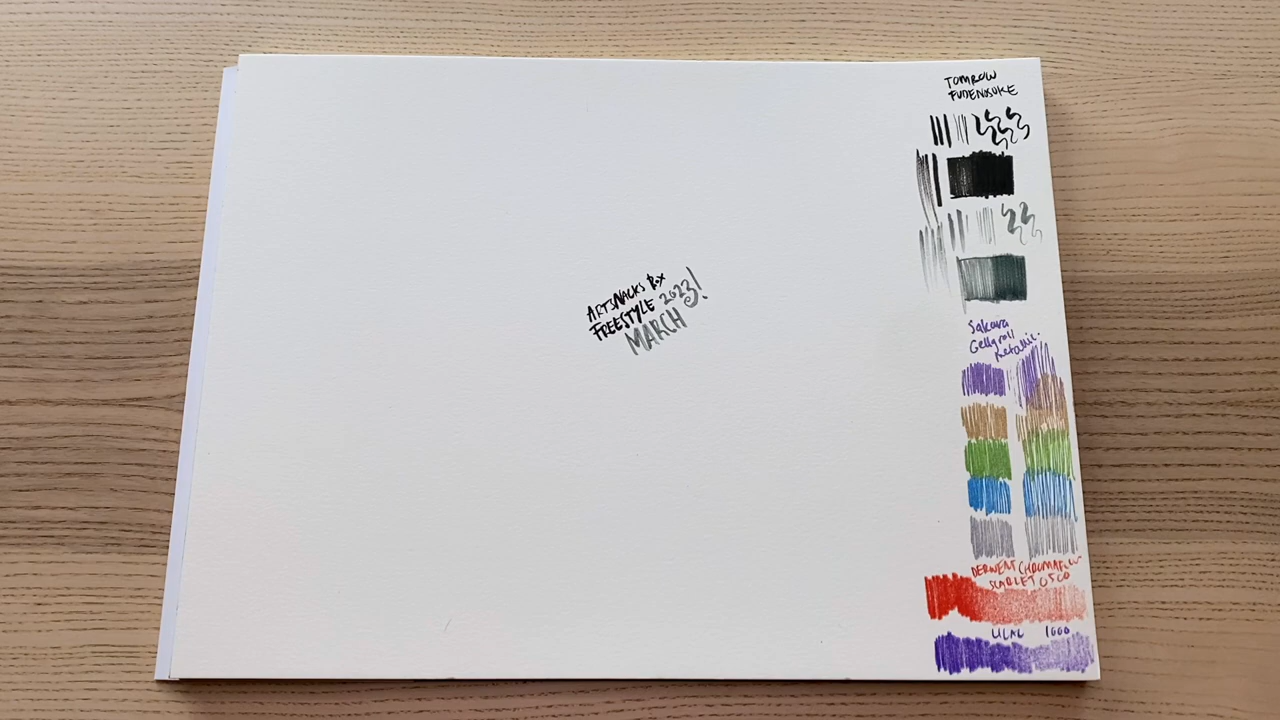 TOMBOW
FUDENOSUKE
ARTSNACKS BOX
FREESTYLE 2023!
MARCH
Sakura
Gellyroll
Metallic.
DERWENT CHROMAFLOW
SCARLET 0500
LILAC 1600